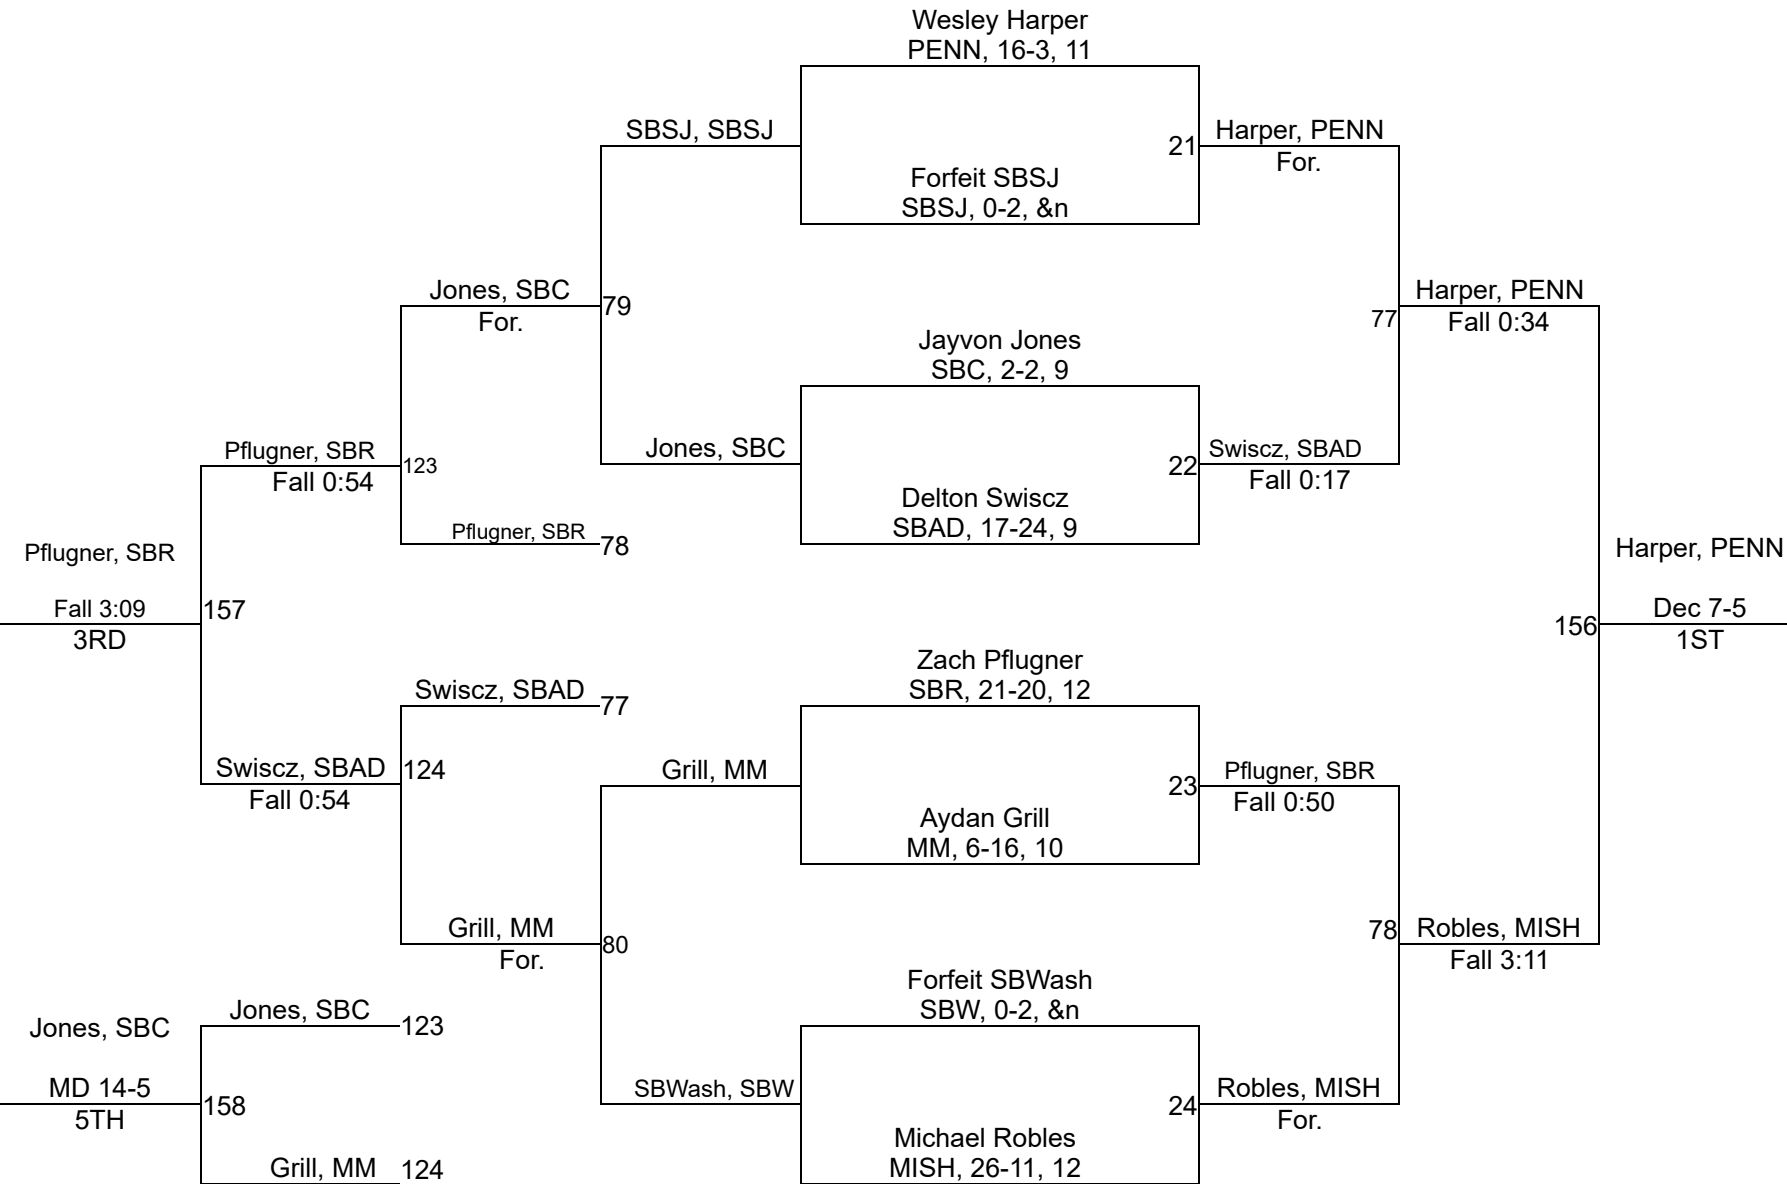 Wesley Harper
PENN, 16-3, 11
SBSJ, SBSJ
21
Harper, PENN
For.
Forfeit SBSJ
SBSJ, 0-2, &n
Jones, SBC
For.
79
Harper, PENN
Fall 0:34
77
Jayvon Jones
SBC, 2-2, 9
Pflugner, SBR
Fall 0:54
123
Jones, SBC
22
Swiscz, SBAD
Fall 0:17
Delton Swiscz
SBAD, 17-24, 9
Pflugner, SBR
78
Pflugner, SBR
Fall 3:09
3RD
157
Harper, PENN
156
Dec 7-5
1ST
Zach Pflugner
SBR, 21-20, 12
Swiscz, SBAD
77
Swiscz, SBAD
Fall 0:54
124
Grill, MM
23
Pflugner, SBR
Fall 0:50
Aydan Grill
MM, 6-16, 10
Grill, MM
For.
80
78
Robles, MISH
Fall 3:11
Forfeit SBWash
SBW, 0-2, &n
Jones, SBC
123
Jones, SBC
MD 14-5
5TH
158
SBWash, SBW
24
Robles, MISH
For.
Michael Robles
MISH, 26-11, 12
Grill, MM
124